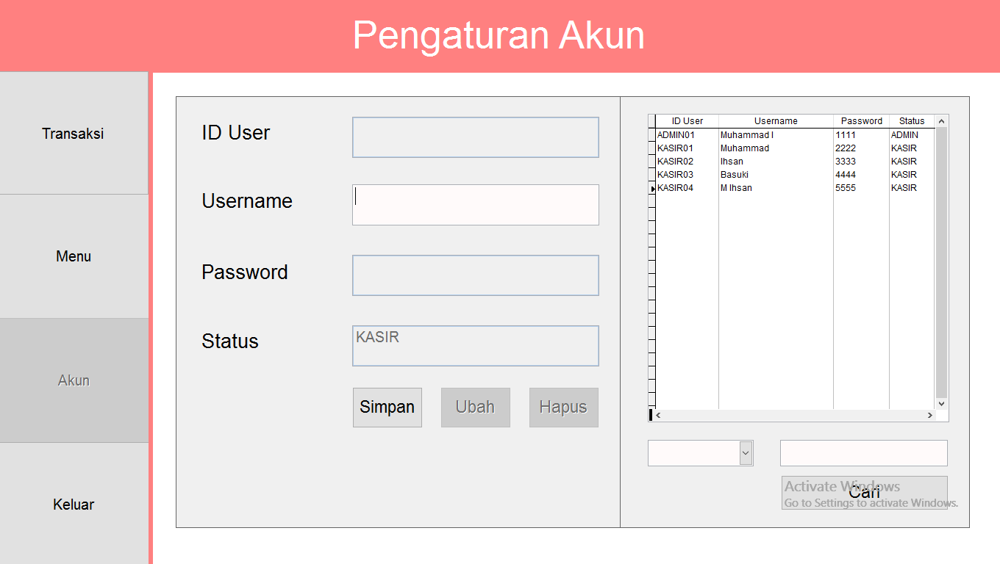 Pengaturan Akun
Transaksi
Menu
Akun
Keluar
ID User
Username
Password
Status
KASIR
Simpan Ubah Hapus
ID User Username Password Status
ADMIN01 Muhammad I 1111 ADMIN
KASIR01 Muhammad 2222 KASIR
KASIR02 Ihsan 3333 KASIR
KASIR03 Basuki 4444 KASIR
KASIR04 M Ihsan 5555 KASIR
Cari
Activate Windows
Go to Settings to activate Windows.